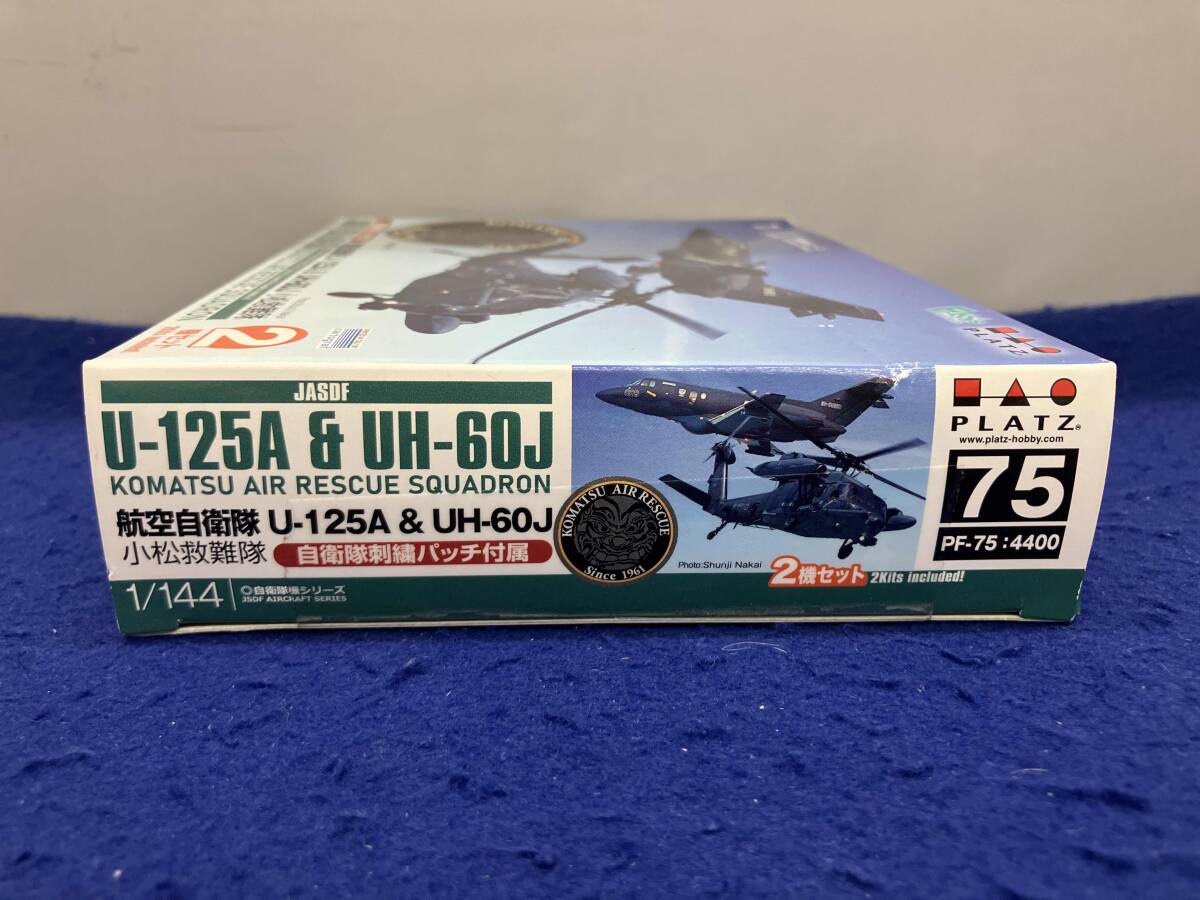 2
JASDF
U-125A & UH-60J
KOMATSU AIR RESCUE SQUADRON
航空自衛隊 U-125A & UH-60J
小松救難隊 自衛隊刺繍パッチ付属
1/144
◎自衛隊機シリーズ
JSDF AIRCRAFT SERIES
KOMATSU AIR RESCUE
Since 1961
Photo:Shunji Nakai
2機セット 2Kits included!
PLATZ
PLATZ®
www.platz-hobby.com
75
PF-75:4400